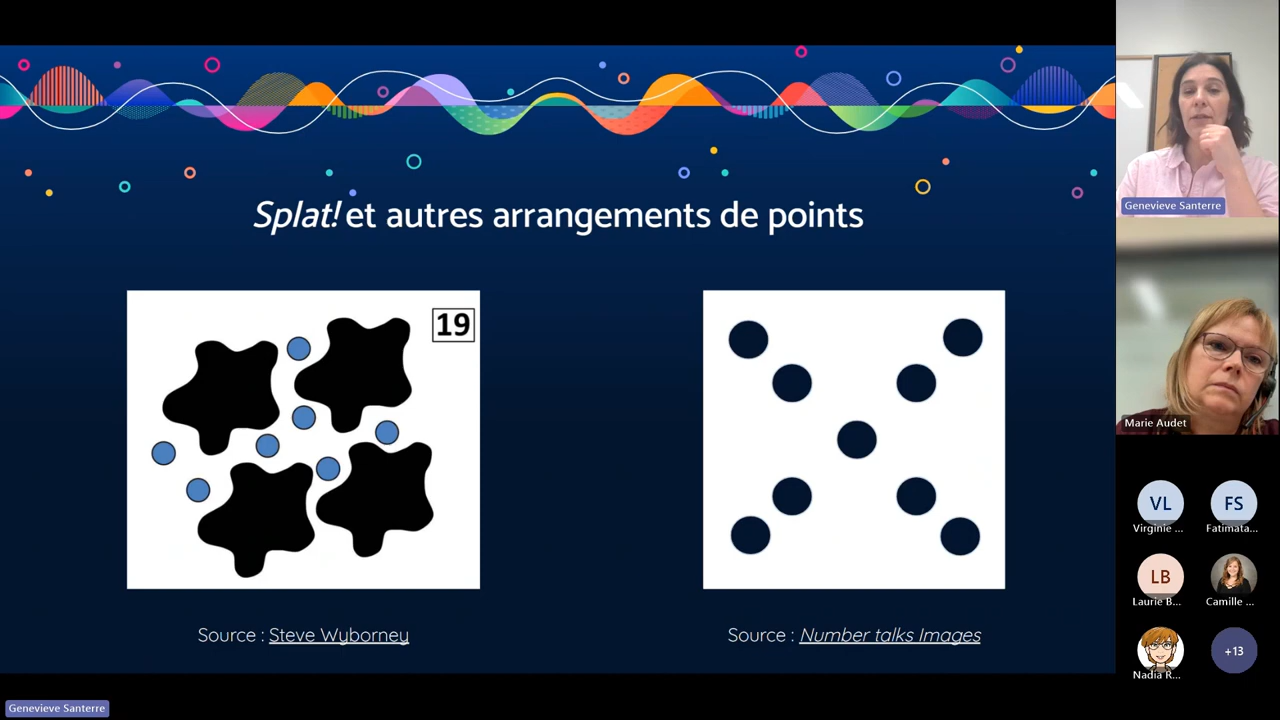 Splat! et autres arrangements de points
19
Source : Steve Wyborney
Source : Number talks Images
Genevieve Santerre
Marie Audet
VL
FS
Virginie ...
Fatimata...
LB
Laurie B...
Camille ...
+13
Nadia R...
Genevieve Santerre